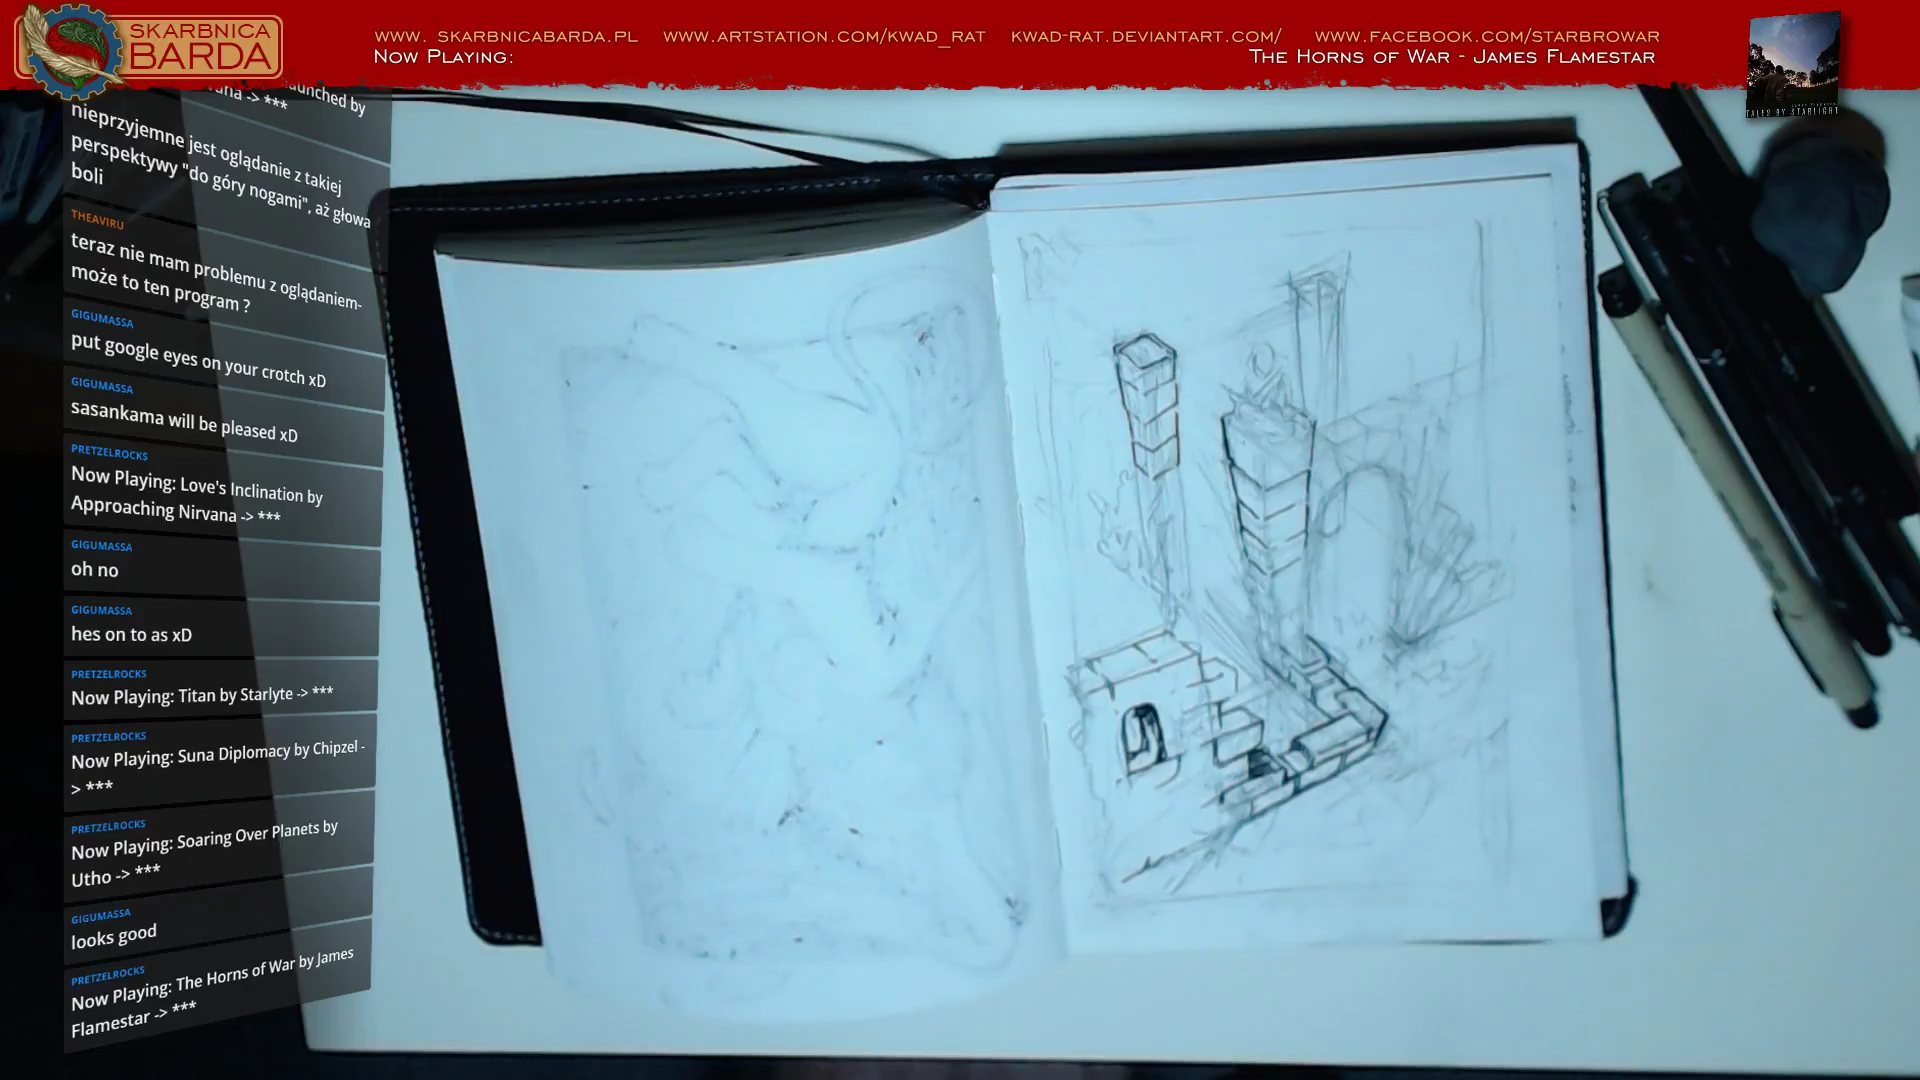 SKARBNICA
BARDA
WWW. SKARBNICABARDA.PL WWW.ARTSTATION.COM/KWAD_RAT KWAD-RAT.DEVIANTART.COM/ WWW.FACEBOOK.COM/STARBROWAR
NOW PLAYING: THE HORNS OF WAR - JAMES FLAMESTAR
TALES BY STARLIGHT
launched by
-> ***
nieprzyjemne jest oglądanie z takiej
perspektywy "do góry nogami", aż głowa
boli
THEAVIRU
teraz nie mam problemu z oglądaniem-
może to ten program ?
GIGUMASSA
put google eyes on your crotch xD
GIGUMASSA
sasankama will be pleased xD
PRETZELROCKS
Now Playing: Love's Inclination by
Approaching Nirvana -> ***
GIGUMASSA
oh no
GIGUMASSA
hes on to as xD
PRETZELROCKS
Now Playing: Titan by Starlyte -> ***
PRETZELROCKS
Now Playing: Suna Diplomacy by Chipzel -
> ***
PRETZELROCKS
Now Playing: Soaring Over Planets by
Utho -> ***
GIGUMASSA
looks good
PRETZELROCKS
Now Playing: The Horns of War by James
Flamestar -> ***